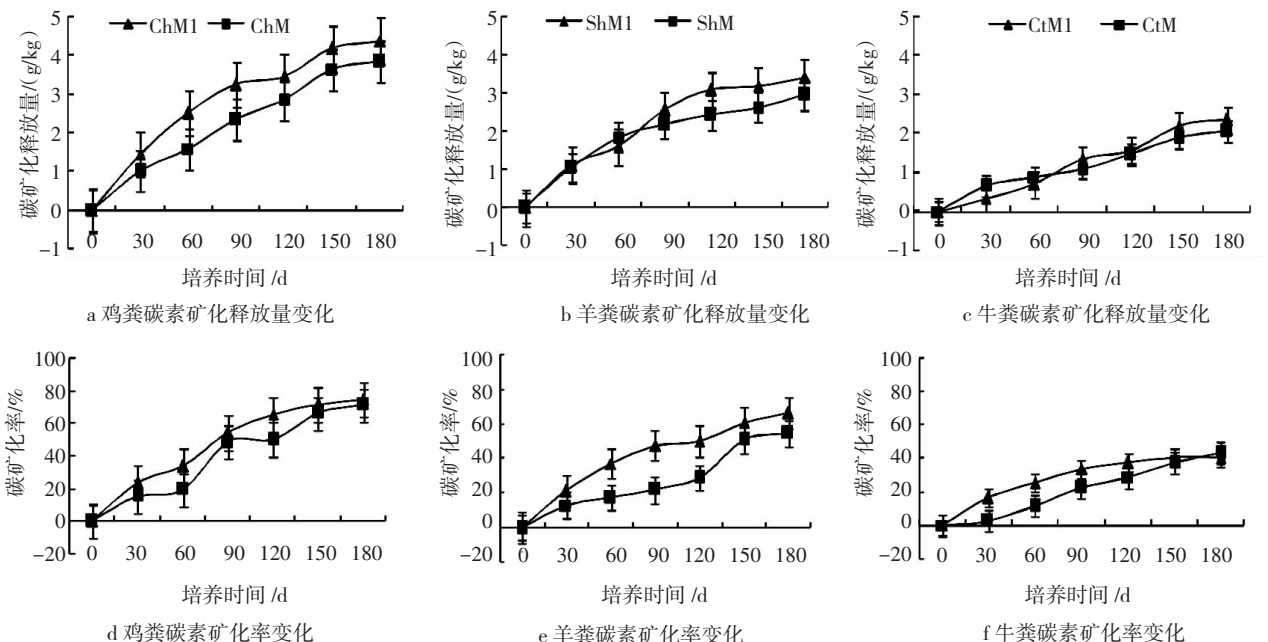 ChM1 ChM
碳矿化释放量/(g/kg)
5
4
3
2
1
0
-1
0 30 60 90 120 150 180
培养时间 /d
a 鸡粪碳素矿化释放量变化
ShM1 ShM
碳矿化释放量/(g/kg)
5
4
3
2
1
0
-1
0 30 60 90 120 150 180
培养时间 /d
b 羊粪碳素矿化释放量变化
CtM1 CtM
碳矿化释放量/(g/kg)
5
4
3
2
1
0
-1
0 30 60 90 120 150 180
培养时间 /d
c 牛粪碳素矿化释放量变化
碳矿化率/%
100
80
60
40
20
0
-20
0 30 60 90 120 150 180
培养时间 /d
d 鸡粪碳素矿化率变化
碳矿化率/%
100
80
60
40
20
0
-20
0 30 60 90 120 150 180
培养时间 /d
e 羊粪碳素矿化率变化
碳矿化率/%
100
80
60
40
20
0
-20
0 30 60 90 120 150 180
培养时间 /d
f 牛粪碳素矿化率变化